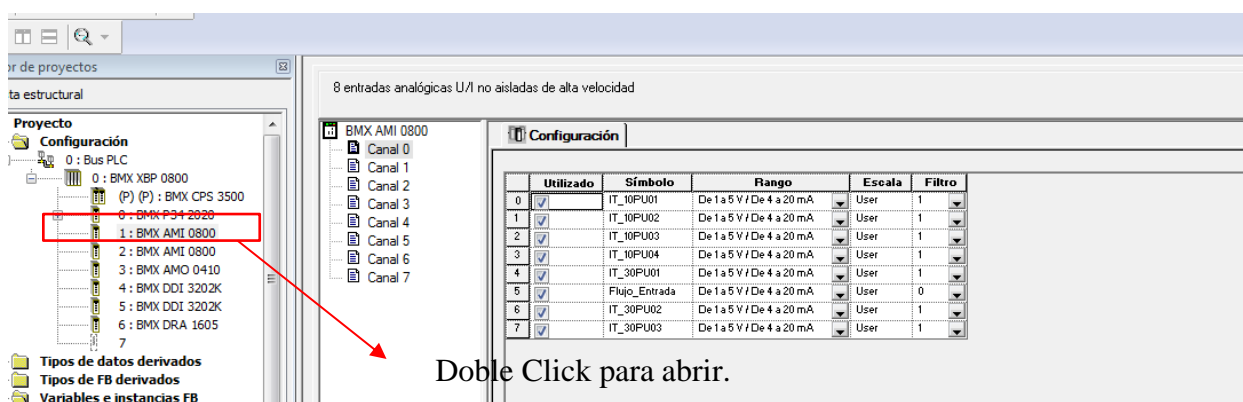 or de proyectos
ta estructural
Proyecto
Configuración
0 : Bus PLC
0 : BMX XBP 0800
(P) (P) : BMX CPS 3500
0 : BMX P34 2020
1 : BMX AMI 0800
2 : BMX AMI 0800
3 : BMX AMO 0410
4 : BMX DDI 3202K
5 : BMX DDI 3202K
6 : BMX DRA 1605
7
Tipos de datos derivados
Tipos de FB derivados
Variables e instancias FB
8 entradas analógicas U/I no aisladas de alta velocidad
BMX AMI 0800
Canal 0
Canal 1
Canal 2
Canal 3
Canal 4
Canal 5
Canal 6
Canal 7
Configuración
Utilizado Símbolo Rango Escala Filtro
0 IT_10PU01 De 1 a 5 V / De 4 a 20 mA User 1
1 IT_10PU02 De 1 a 5 V / De 4 a 20 mA User 1
2 IT_10PU03 De 1 a 5 V / De 4 a 20 mA User 1
3 IT_10PU04 De 1 a 5 V / De 4 a 20 mA User 1
4 IT_30PU01 De 1 a 5 V / De 4 a 20 mA User 1
5 Flujo_Entrada De 1 a 5 V / De 4 a 20 mA User 0
6 IT_30PU02 De 1 a 5 V / De 4 a 20 mA User 1
7 IT_30PU03 De 1 a 5 V / De 4 a 20 mA User 1
Doble Click para abrir.